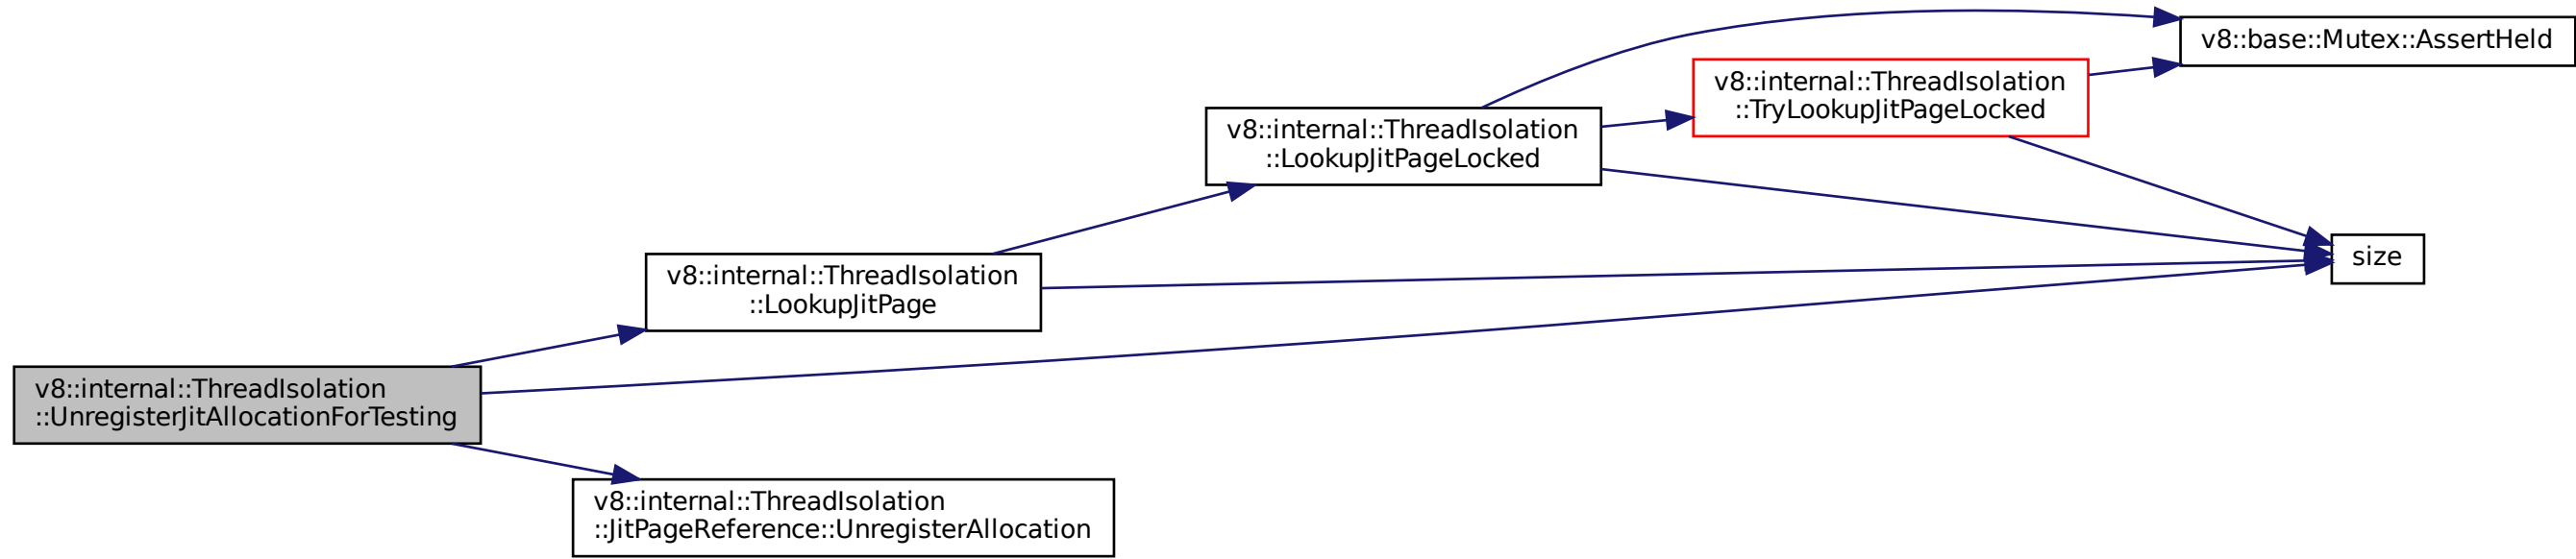 v8::base::Mutex::AssertHeld
v8::internal::ThreadIsolation
::TryLookupJitPageLocked
v8::internal::ThreadIsolation
::LookupJitPageLocked
size
v8::internal::ThreadIsolation
::LookupJitPage
v8::internal::ThreadIsolation
::UnregisterJitAllocationForTesting
v8::internal::ThreadIsolation
::JitPageReference::UnregisterAllocation